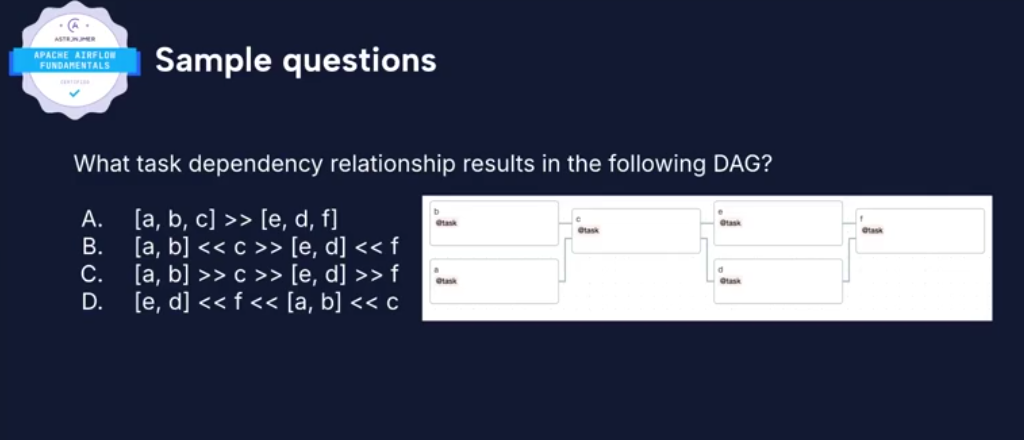 ASTRONOMER
APACHE AIRFLOW
FUNDAMENTALS
CERTIFIED
Sample questions
What task dependency relationship results in the following DAG?
A. [a, b, c] >> [e, d, f]
B. [a, b] << c >> [e, d] << f
C. [a, b] >> c >> [e, d] >> f
D. [e, d] << f << [a, b] << c
b
@task
a
@task
c
@task
e
@task
d
@task
f
@task